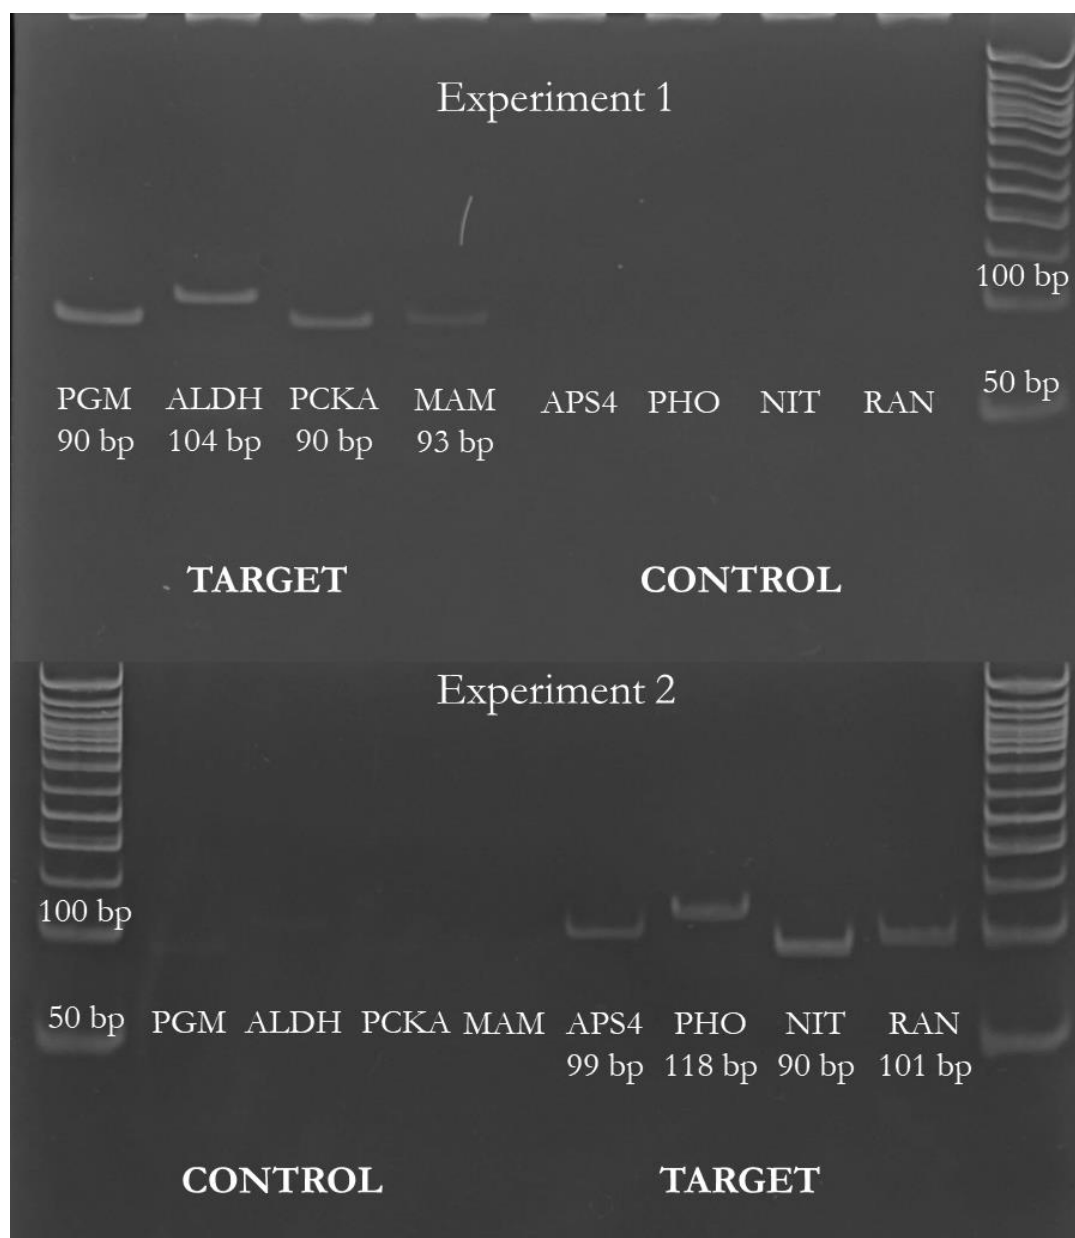 Experiment 1
100 bp
50 bp
PGM ALDH PCKA MAM APS4 PHO NIT RAN
90 bp 104 bp 90 bp 93 bp
TARGET CONTROL
Experiment 2
100 bp
50 bp PGM ALDH PCKA MAM APS4 PHO NIT RAN
99 bp 118 bp 90 bp 101 bp
CONTROL TARGET